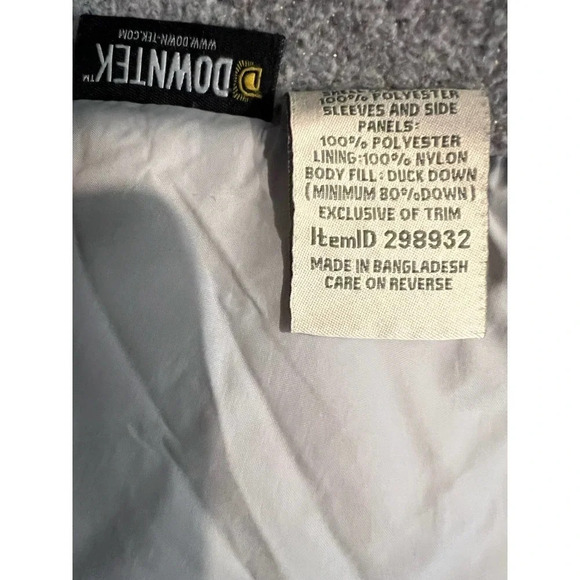 DOWNTEK™
WWW.DOWN-TEK.COM
100% POLYESTER
SLEEVES AND SIDE
PANELS:
100% POLYESTER
LINING:100% NYLON
BODY FILL: DUCK DOWN
(MINIMUM 80%DOWN)
EXCLUSIVE OF TRIM
ItemID 298932
MADE IN BANGLADESH
CARE ON REVERSE